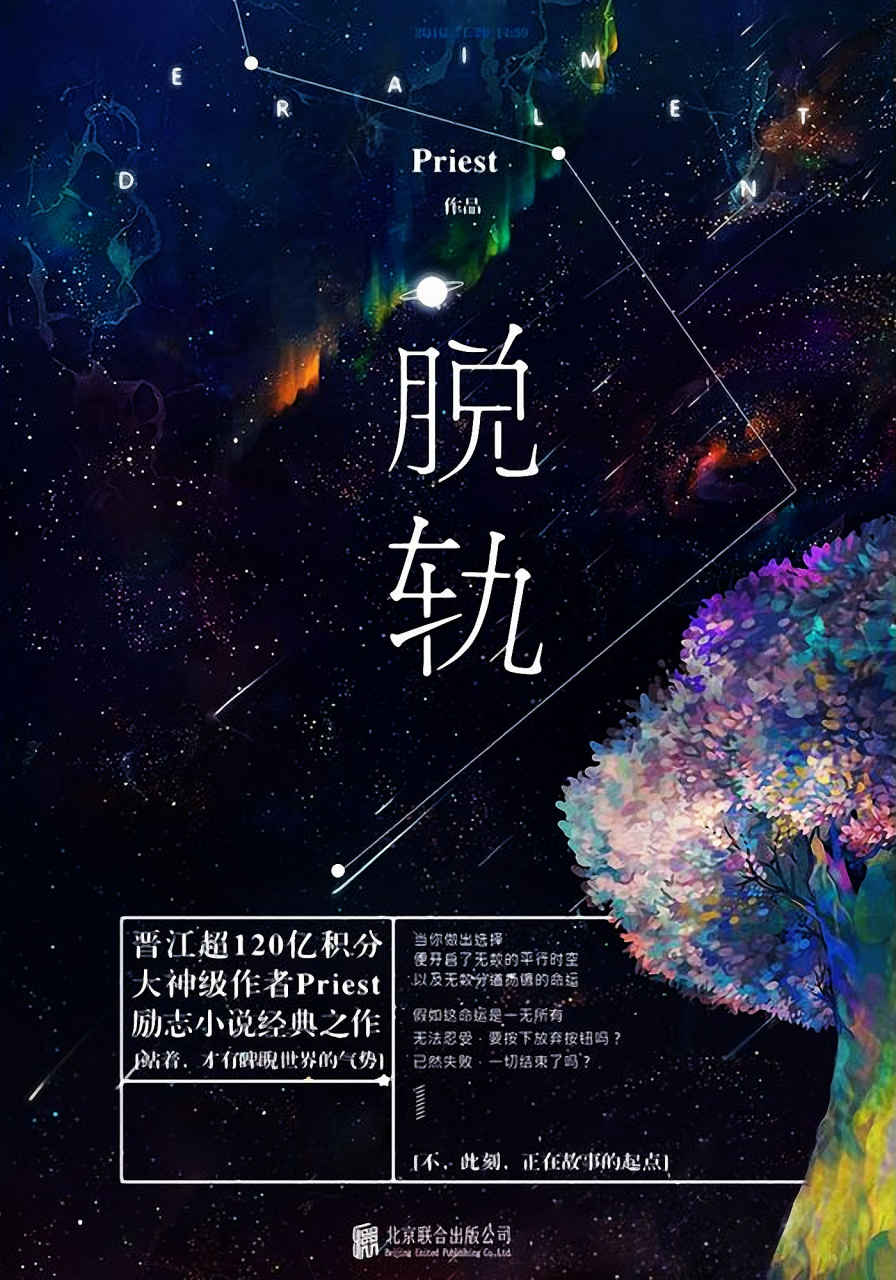 DERAILMENT
Priest
作品
脱轨
晋江超120亿积分
大神级作者Priest
励志小说经典之作
[站着，才有睥睨世界的气势]
当你做出选择
便开启了无数的平行时空
以及无数分道扬镳的命运
假如这命运是一无所有
无法忍受·要按下放弃按钮吗？
已然失败·一切结束了吗？
[不，此刻，正在故事的起点]
北京联合出版公司
Beijing United Publishing Co.,Ltd.